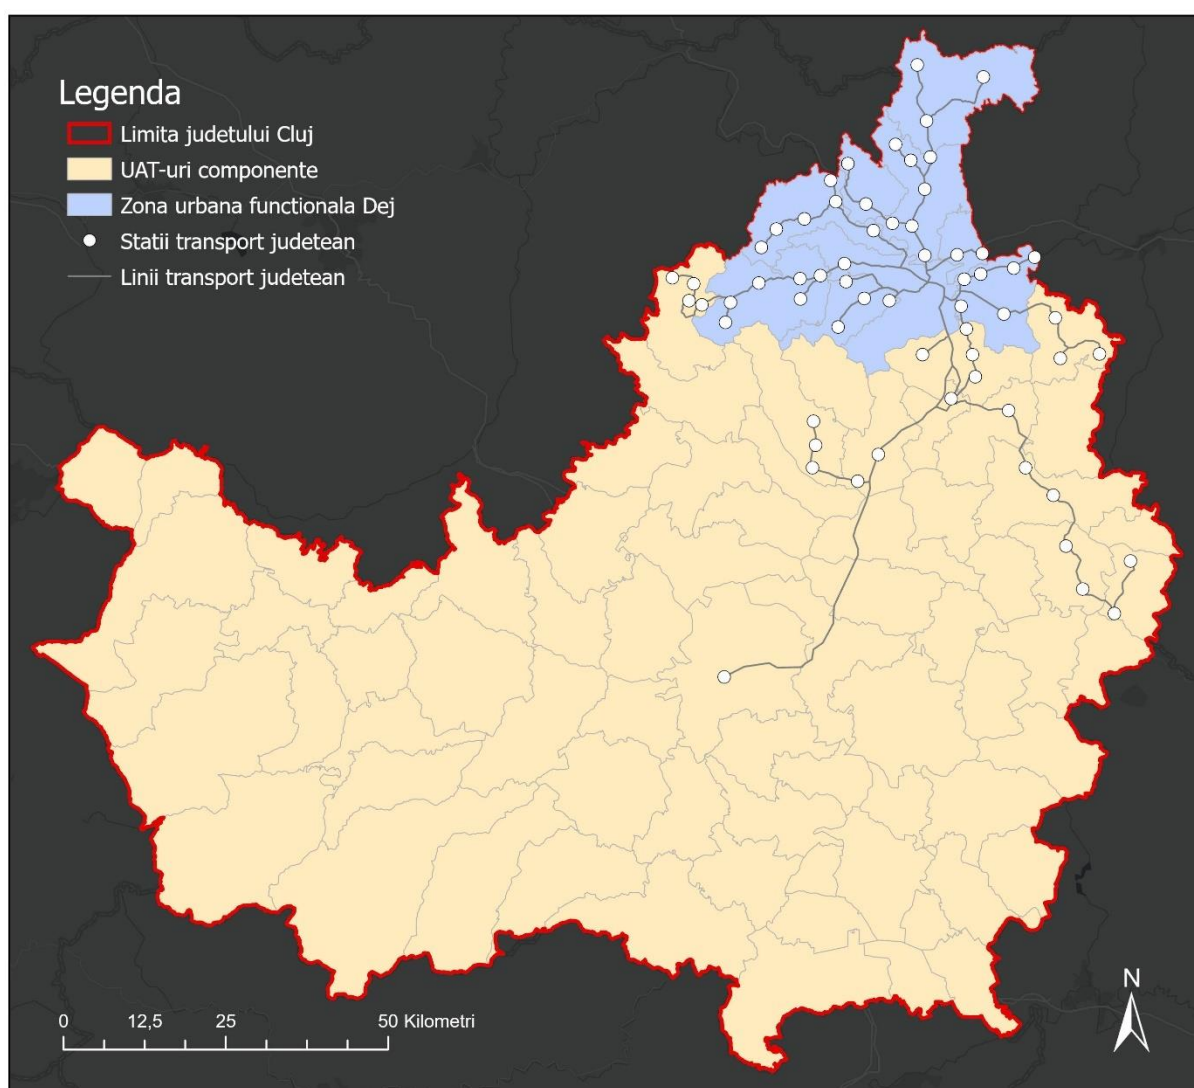 Legenda
Limita judetului Cluj
UAT-uri componente
Zona urbana functionala Dej
Statii transport judetean
Linii transport judetean
N
0 12,5 25 50 Kilometri